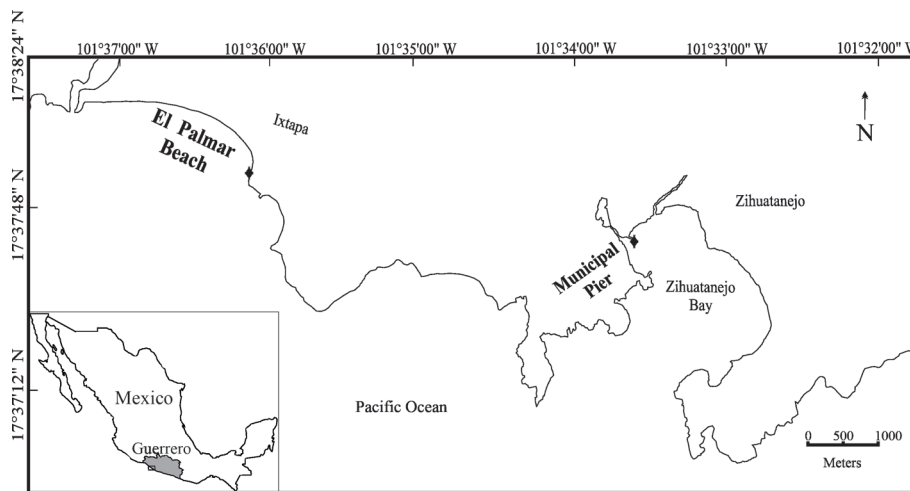 101°37'00" W
101°36'00" W
101°35'00" W
101°34'00" W
101°33'00" W
101°32'00" W
17°38'24" N
17°37'48" N
17°37'12" N
El Palmar
Beach
Ixtapa
N
Zihuatanejo
Municipal
Pier
Zihuatanejo
Bay
Pacific Ocean
Mexico
Guerrero
0 500 1000
Meters